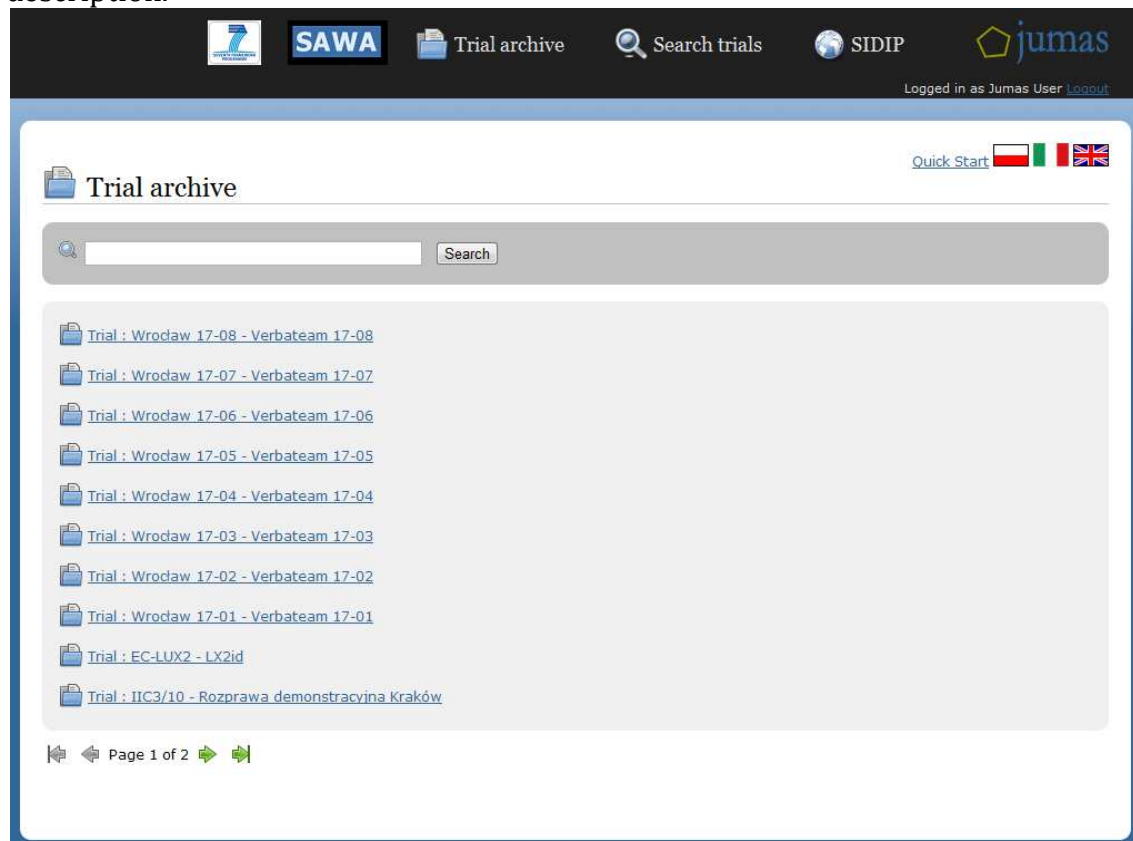 description.
SAWA Trial archive Search trials SIDIP jumas
Logged in as Jumas User Logout
Quick Start
Trial archive
Search
Trial : Wrocław 17-08 - Verbateam 17-08
Trial : Wrocław 17-07 - Verbateam 17-07
Trial : Wrocław 17-06 - Verbateam 17-06
Trial : Wrocław 17-05 - Verbateam 17-05
Trial : Wrocław 17-04 - Verbateam 17-04
Trial : Wrocław 17-03 - Verbateam 17-03
Trial : Wrocław 17-02 - Verbateam 17-02
Trial : Wrocław 17-01 - Verbateam 17-01
Trial : EC-LUX2 - LX2id
Trial : IIC3/10 - Rozprawa demonstracyjna Kraków
Page 1 of 2